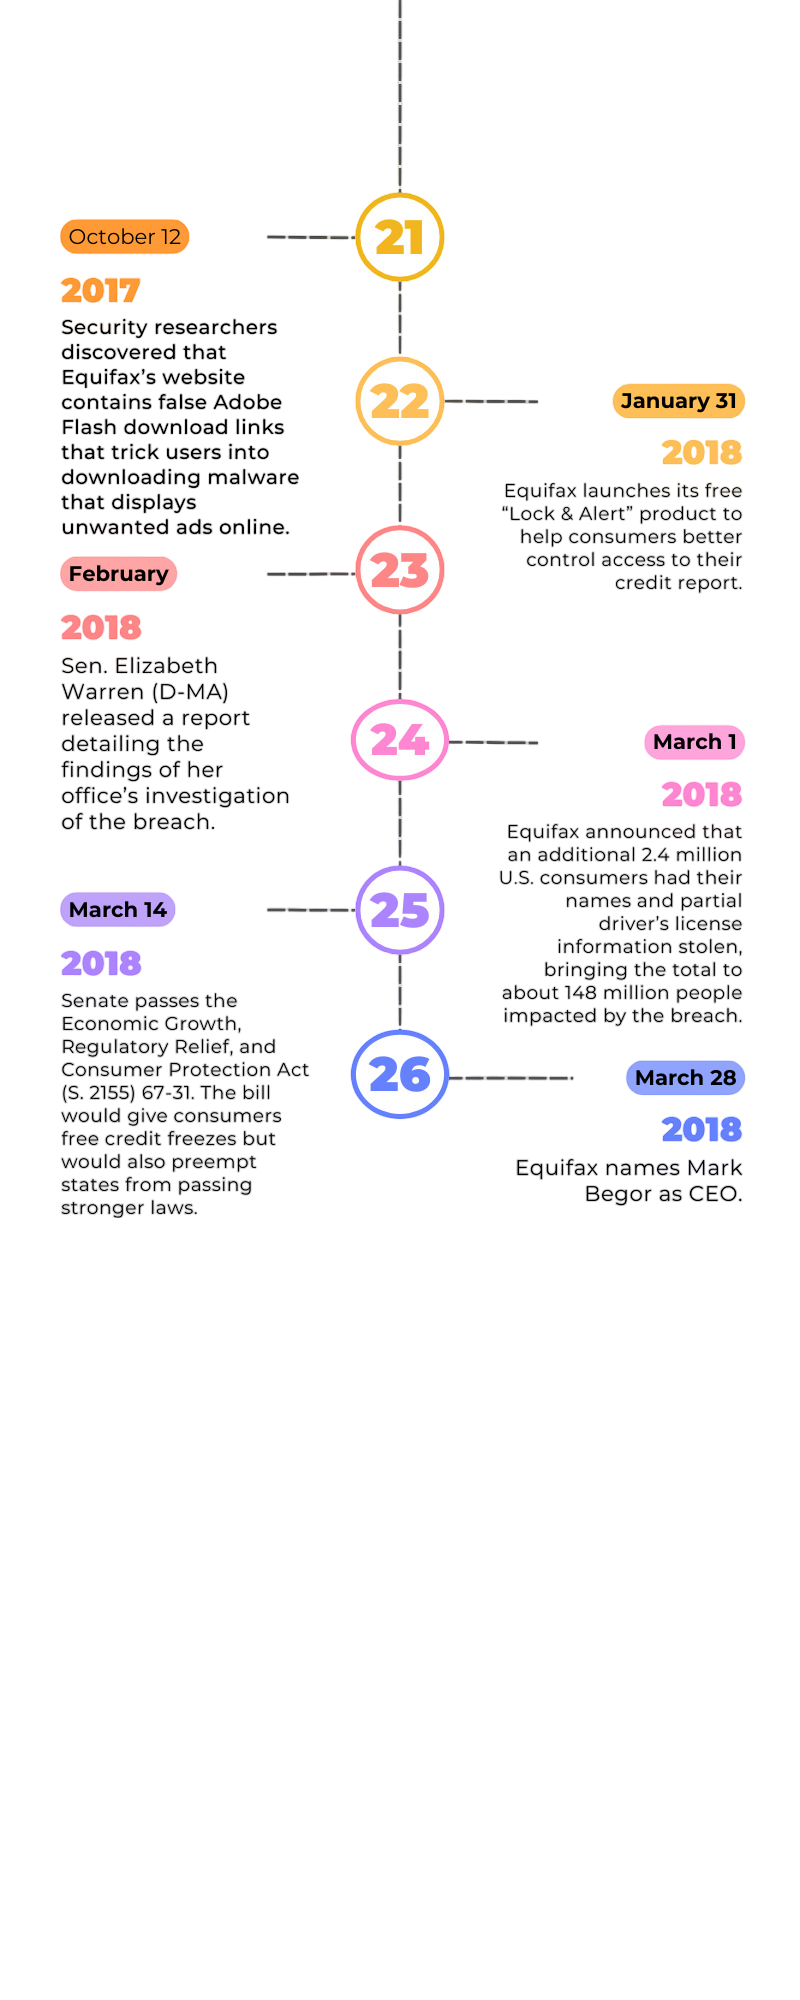 21
October 12
2017
Security researchers
discovered that
Equifax’s website
contains false Adobe
Flash download links
that trick users into
downloading malware
that displays
unwanted ads online.
22
January 31
2018
Equifax launches its free
“Lock & Alert” product to
help consumers better
control access to their
credit report.
23
February
2018
Sen. Elizabeth
Warren (D-MA)
released a report
detailing the
findings of her
office’s investigation
of the breach.
24
March 1
2018
Equifax announced that
an additional 2.4 million
U.S. consumers had their
names and partial
driver’s license
information stolen,
bringing the total to
about 148 million people
impacted by the breach.
25
March 14
2018
Senate passes the
Economic Growth,
Regulatory Relief, and
Consumer Protection Act
(S. 2155) 67-31. The bill
would give consumers
free credit freezes but
would also preempt
states from passing
stronger laws.
26
March 28
2018
Equifax names Mark
Begor as CEO.